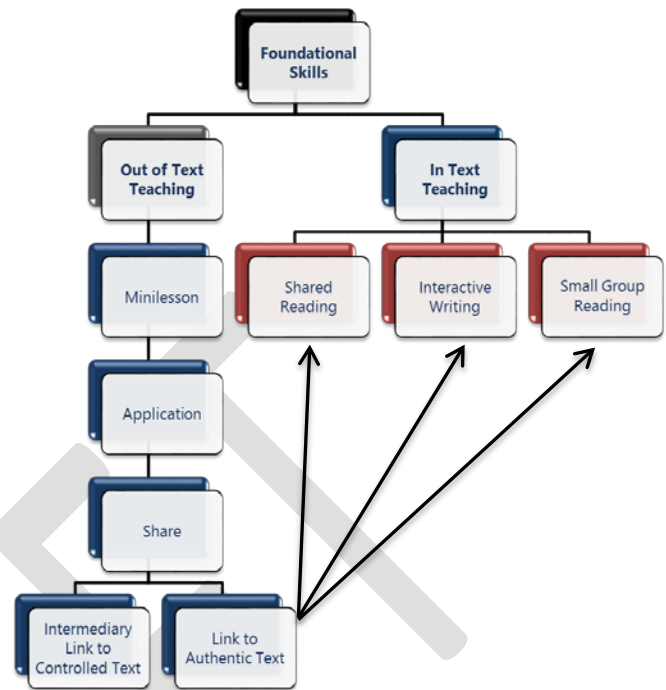 Foundational
Skills
Out of Text
Teaching
In Text
Teaching
Minilesson
Shared
Reading
Interactive
Writing
Small Group
Reading
Application
Share
Intermediary
Link to
Controlled Text
Link to
Authentic Text